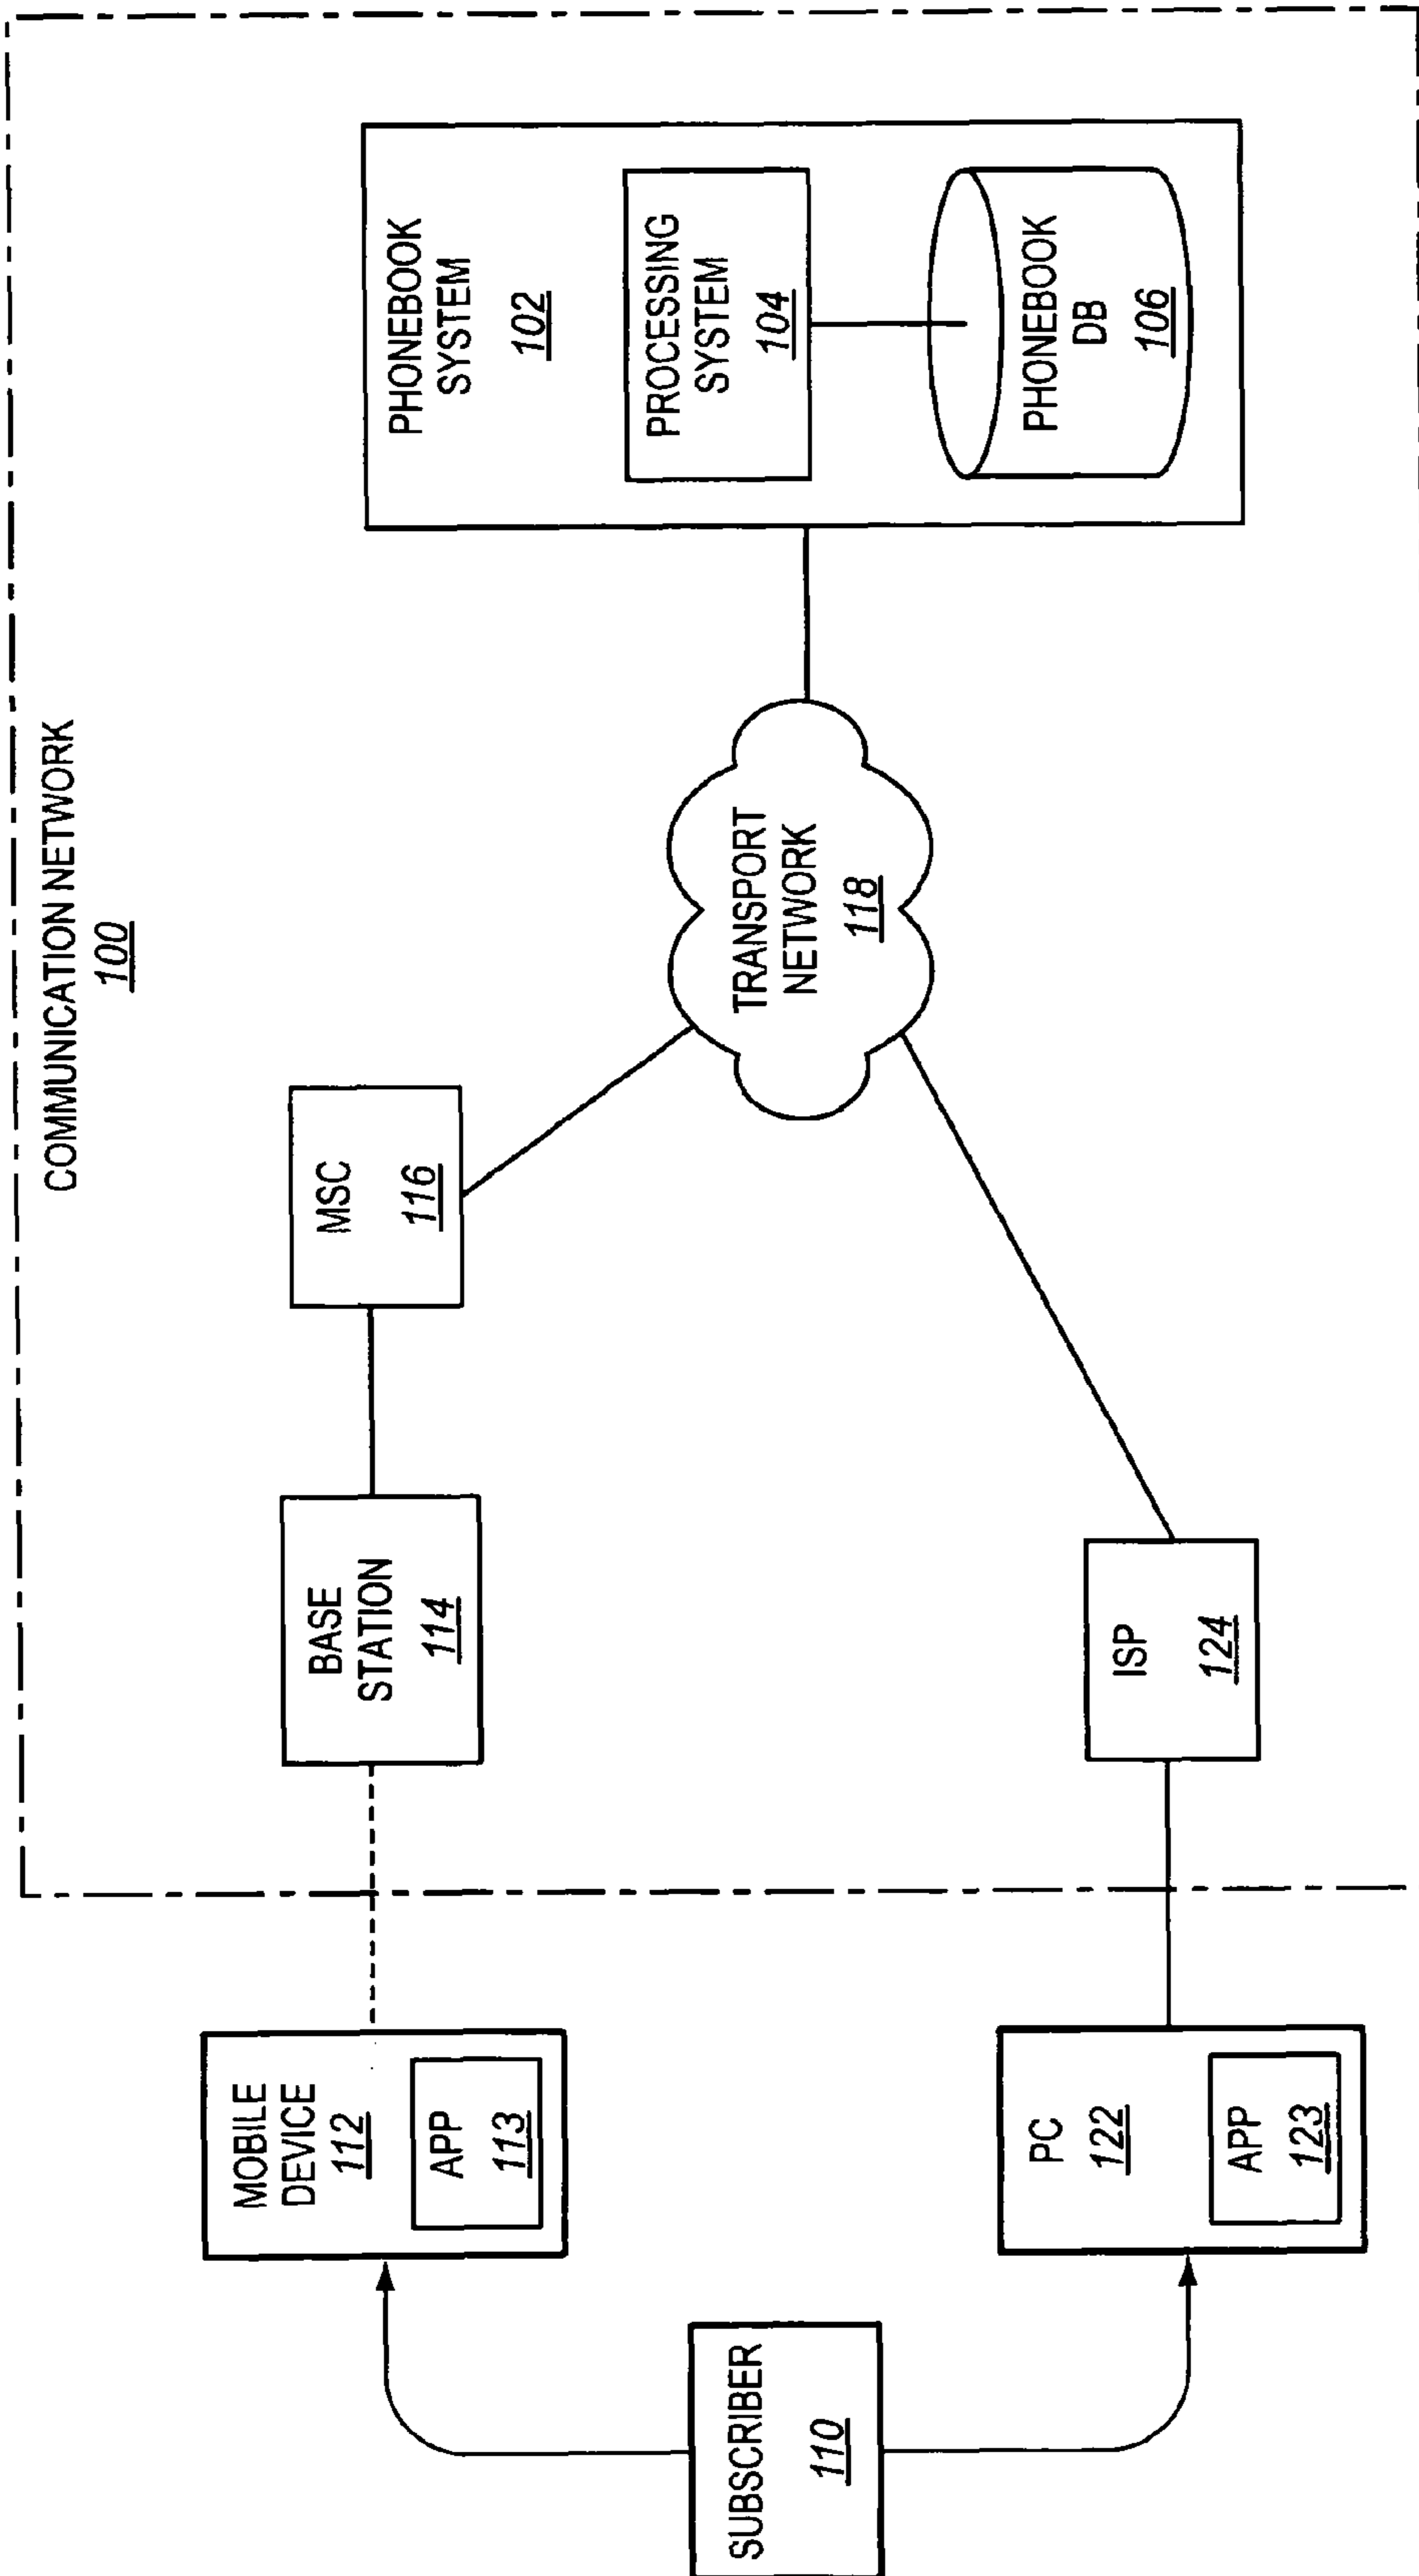 COMMUNICATION NETWORK
100
SUBSCRIBER
110
MOBILE
DEVICE
112
APP
113
PC
122
APP
123
BASE
STATION
114
ISP
124
MSC
116
TRANSPORT
NETWORK
118
PHONEBOOK
SYSTEM
102
PROCESSING
SYSTEM
104
PHONEBOOK
DB
106